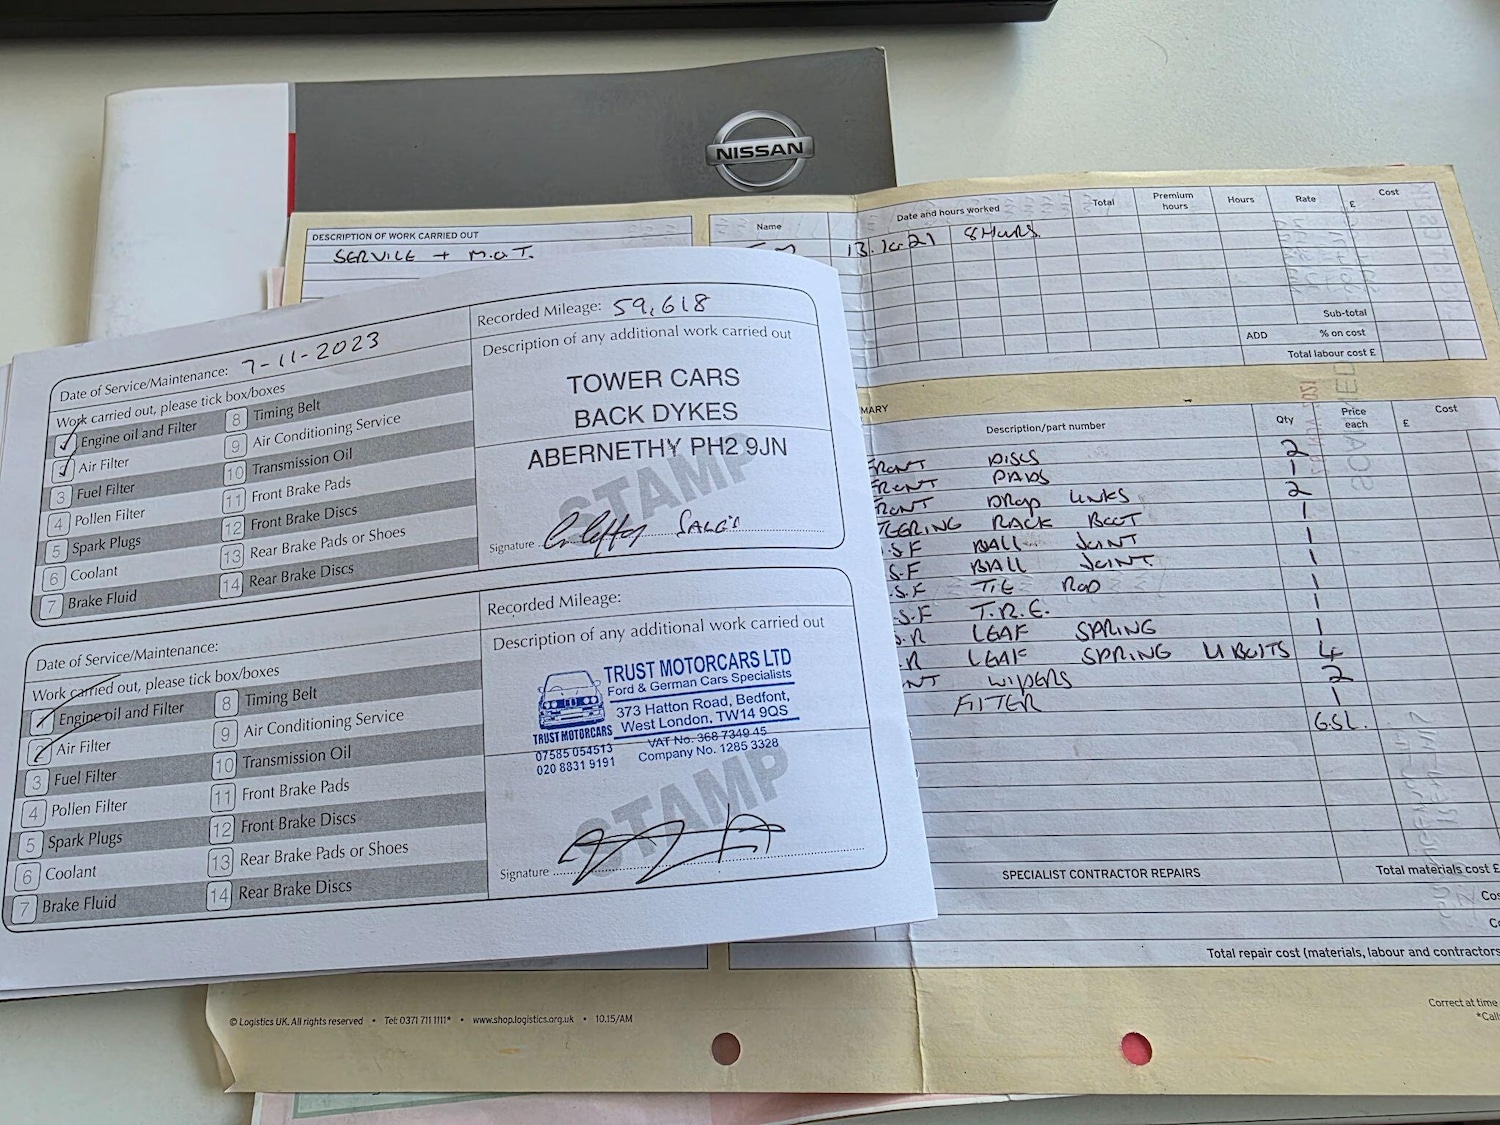 NISSAN
DESCRIPTION OF WORK CARRIED OUT
SERVICE + M.O.T.
Name
Date and hours worked
Total
Premium hours
Hours
Rate
Cost
£
21 8 HOURS
Sub-total
ADD % on cost
Total labour cost £
Date of Service/Maintenance: 7-11-2023
Work carried out, please tick box/boxes
Engine oil and Filter
Air Filter
3 Fuel Filter
4 Pollen Filter
5 Spark Plugs
6 Coolant
7 Brake Fluid
8 Timing Belt
9 Air Conditioning Service
10 Transmission Oil
11 Front Brake Pads
12 Front Brake Discs
13 Rear Brake Pads or Shoes
14 Rear Brake Discs
Recorded Mileage: 59,618
Description of any additional work carried out
TOWER CARS
BACK DYKES
ABERNETHY PH2 9JN
STAMP
Signature
Date of Service/Maintenance:
Work carried out, please tick box/boxes
1 Engine oil and Filter
2 Air Filter
3 Fuel Filter
4 Pollen Filter
5 Spark Plugs
6 Coolant
7 Brake Fluid
8 Timing Belt
9 Air Conditioning Service
10 Transmission Oil
11 Front Brake Pads
12 Front Brake Discs
13 Rear Brake Pads or Shoes
14 Rear Brake Discs
Recorded Mileage:
Description of any additional work carried out
TRUST MOTORCARS LTD
Ford & German Cars Specialists
373 Hatton Road, Bedfont,
West London, TW14 9QS
VAT No. 368 7349 45
Company No. 1285 3328
TRUST MOTORCARS
07585 054513
020 8831 9191
STAMP
Signature
MARY
Description/part number
Qty
Price each
Cost
£
FRONT DISCS 2
FRONT PADS 1
FRONT DROP LINKS 2
TEERING RACK BOOT 1
.S.F BALL JOINT 1
.S.F BALL JOINT 1
.S.F TIE ROD 1
.S.F T.R.E. 1
S.R LEAF SPRING 1
R LEAF SPRING U BOLTS 4
NT WIPERS 2
FILTER 1
SPECIALIST CONTRACTOR REPAIRS
Total materials cost £
Total repair cost (materials, labour and contractors
Correct at time
*Call
© Logistics UK. All rights reserved • Tel: 0371 711 1111* • www.shop.logistics.org.uk • 10.15/AM